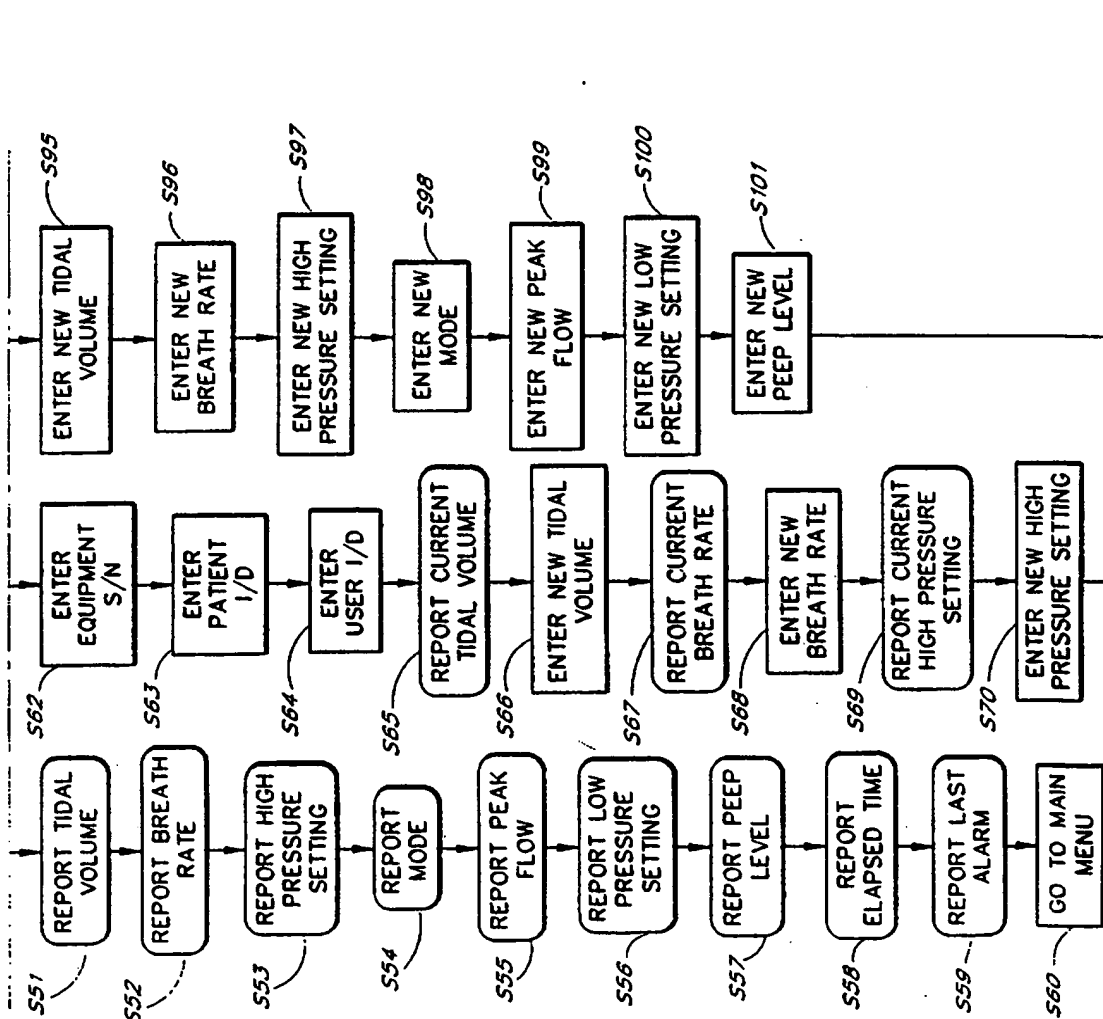 S51
REPORT TIDAL
VOLUME
S52
REPORT BREATH
RATE
S53
REPORT HIGH
PRESSURE
SETTING
S54
REPORT
MODE
S55
REPORT PEAK
FLOW
S56
REPORT LOW
PRESSURE
SETTING
S57
REPORT PEEP
LEVEL
S58
REPORT
ELAPSED TIME
S59
REPORT LAST
ALARM
S60
GO TO MAIN
MENU
S62
ENTER
EQUIPMENT
S/N
S63
ENTER
PATIENT
I/D
S64
ENTER
USER I/D
S65
REPORT CURRENT
TIDAL VOLUME
S66
ENTER NEW TIDAL
VOLUME
S67
REPORT CURRENT
BREATH RATE
S68
ENTER NEW
BREATH RATE
S69
REPORT CURRENT
HIGH PRESSURE
SETTING
S70
ENTER NEW HIGH
PRESSURE SETTING
S95
ENTER NEW TIDAL
VOLUME
S96
ENTER NEW
BREATH RATE
S97
ENTER NEW HIGH
PRESSURE SETTING
S98
ENTER NEW
MODE
S99
ENTER NEW PEAK
FLOW
S100
ENTER NEW LOW
PRESSURE SETTING
S101
ENTER NEW
PEEP LEVEL